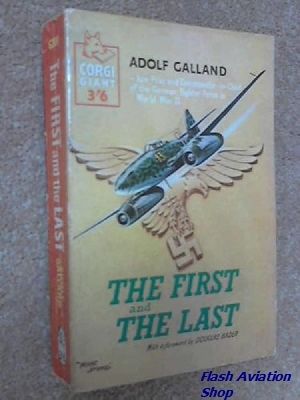 The FIRST and the LAST
CORGI
GIANT
3'6
ADOLF GALLAND
Ace Pilot and Commander-in-Chief
of the German Fighter Force in
World War II
THE FIRST
and
THE LAST
With a foreword by DOUGLAS BADER
Flash Aviation
Shop